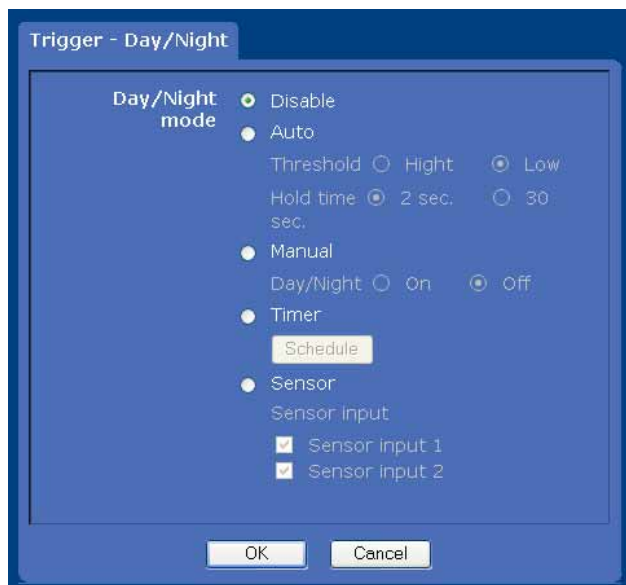 Trigger - Day/Night
Day/Night mode
Disable
Auto
Threshold Hight Low
Hold time 2 sec. 30 sec.
Manual
Day/Night On Off
Timer
Schedule
Sensor
Sensor input
Sensor input 1
Sensor input 2
OK Cancel